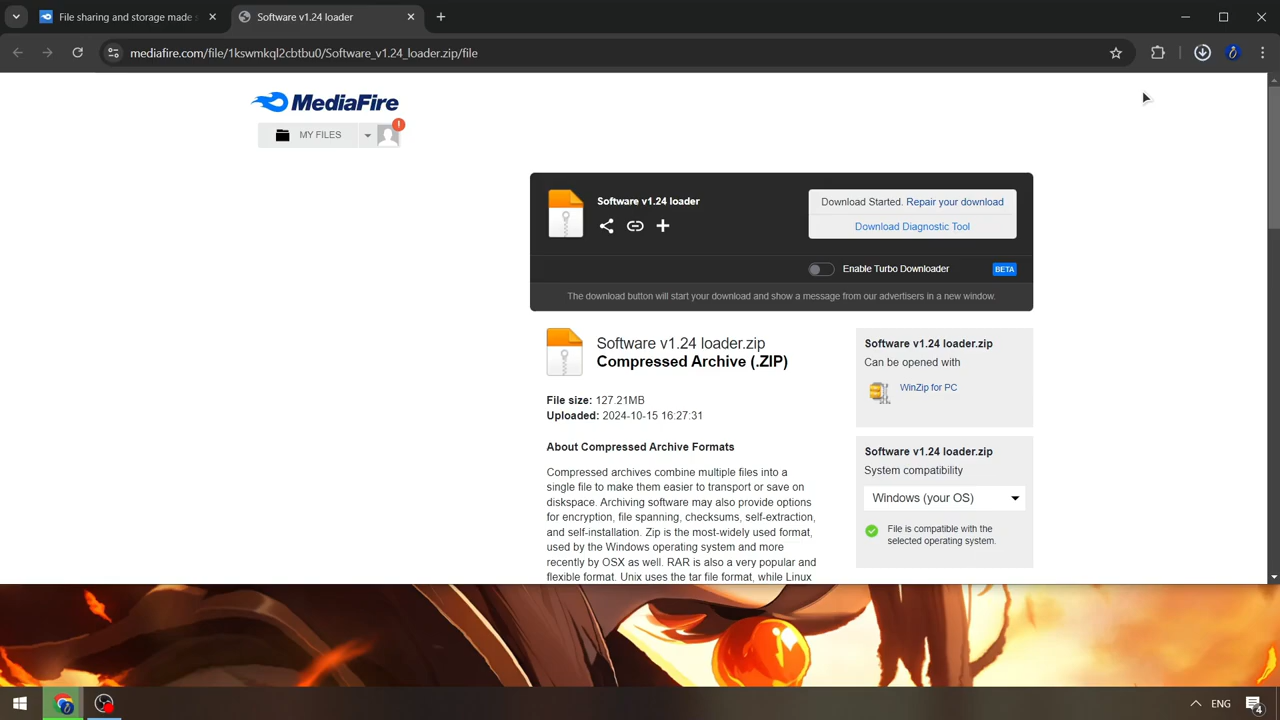 File sharing and storage made
Software v1.24 loader
mediafire.com/file/1kswmkql2cbtbu0/Software_v1.24_loader.zip/file
MediaFire
MY FILES
!
Software v1.24 loader
Download Started. Repair your download
Download Diagnostic Tool
Enable Turbo Downloader
BETA
The download button will start your download and show a message from our advertisers in a new window.
Software v1.24 loader.zip
Compressed Archive (.ZIP)
File size: 127.21MB
Uploaded: 2024-10-15 16:27:31
About Compressed Archive Formats
Compressed archives combine multiple files into a
single file to make them easier to transport or save on
diskspace. Archiving software may also provide options
for encryption, file spanning, checksums, self-extraction,
and self-installation. Zip is the most-widely used format,
used by the Windows operating system and more
recently by OSX as well. RAR is also a very popular and
flexible format. Unix uses the tar file format, while Linux
Software v1.24 loader.zip
Can be opened with
WinZip for PC
Software v1.24 loader.zip
System compatibility
Windows (your OS)
File is compatible with the
selected operating system.
ENG
4